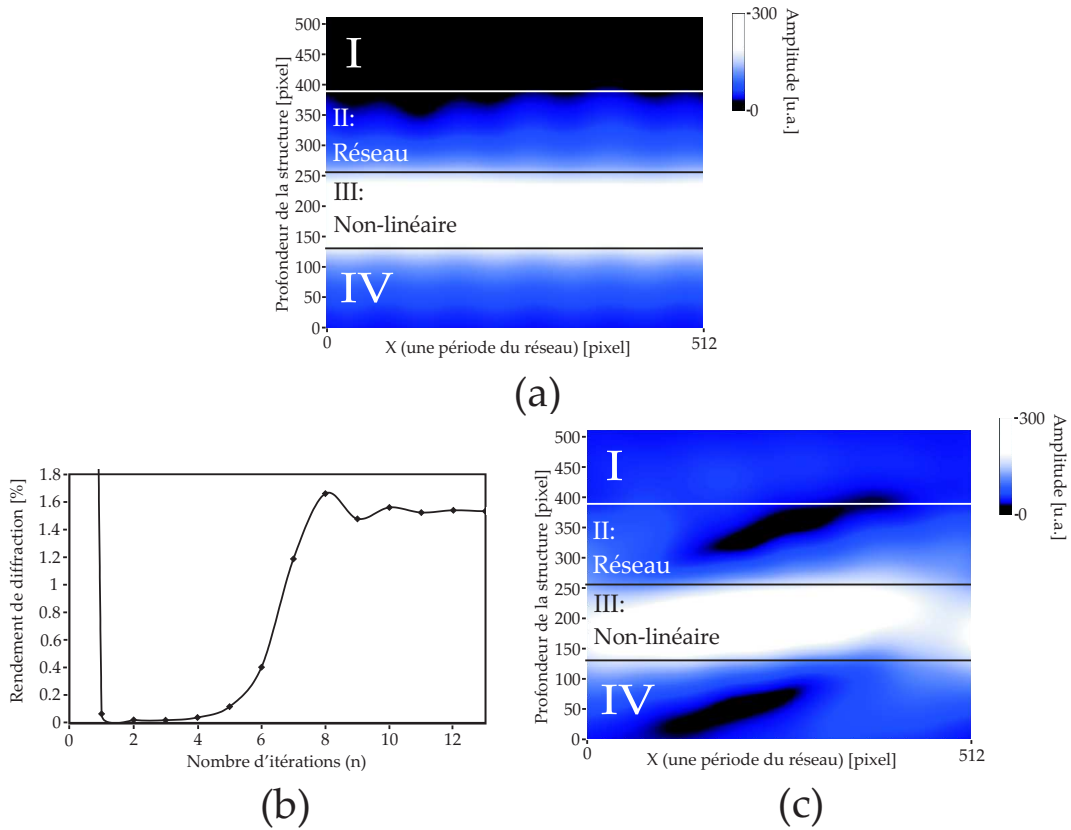 Profondeur de la structure [pixel]
500
450
400
350
300
250
200
150
100
50
0
I
II:
Réseau
III:
Non-linéaire
IV
0
512
X (une période du réseau) [pixel]
300
0
Amplitude [u.a.]
(a)
Rendement de diffraction [%]
1.8
1.6
1.4
1.2
1
0.8
0.6
0.4
0.2
0
0
2
4
6
8
10
12
Nombre d'itérations (n)
(b)
Profondeur de la structure [pixel]
500
450
400
350
300
250
200
150
100
50
0
I
II:
Réseau
III:
Non-linéaire
IV
0
512
X (une période du réseau) [pixel]
300
0
Amplitude [u.a.]
(c)